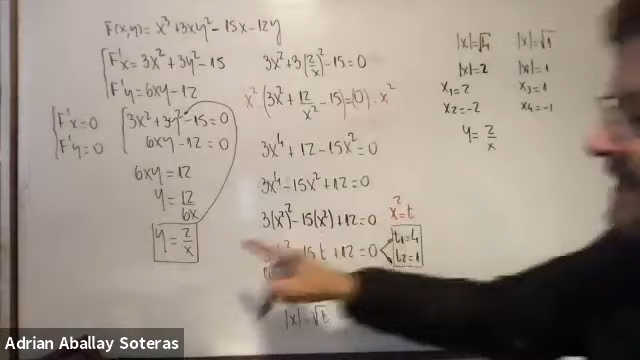 F(x,y) = x³ + 3xy² - 15x - 12y
F'x = 3x² + 3y² - 15
F'y = 6xy - 12
F'x = 0
F'y = 0
3x² + 3y² - 15 = 0
6xy - 12 = 0
6xy = 12
y = 12/6x
y = 2/x
3x² + 3(2/x)² - 15 = 0
x² (3x² + 12/x² - 15) = (0) · x²
3x⁴ + 12 - 15x² = 0
3x⁴ - 15x² + 12 = 0
3(x²)² - 15(x²) + 12 = 0
x² = t
15t + 12 = 0
t₁ = 4
t₂ = 1
|x| = √t
|x| = √4
|x| = 2
x₁ = 2
x₂ = -2
|x| = √1
|x| = 1
x₃ = 1
x₄ = -1
y = 2/x
Adrian Aballay Soteras